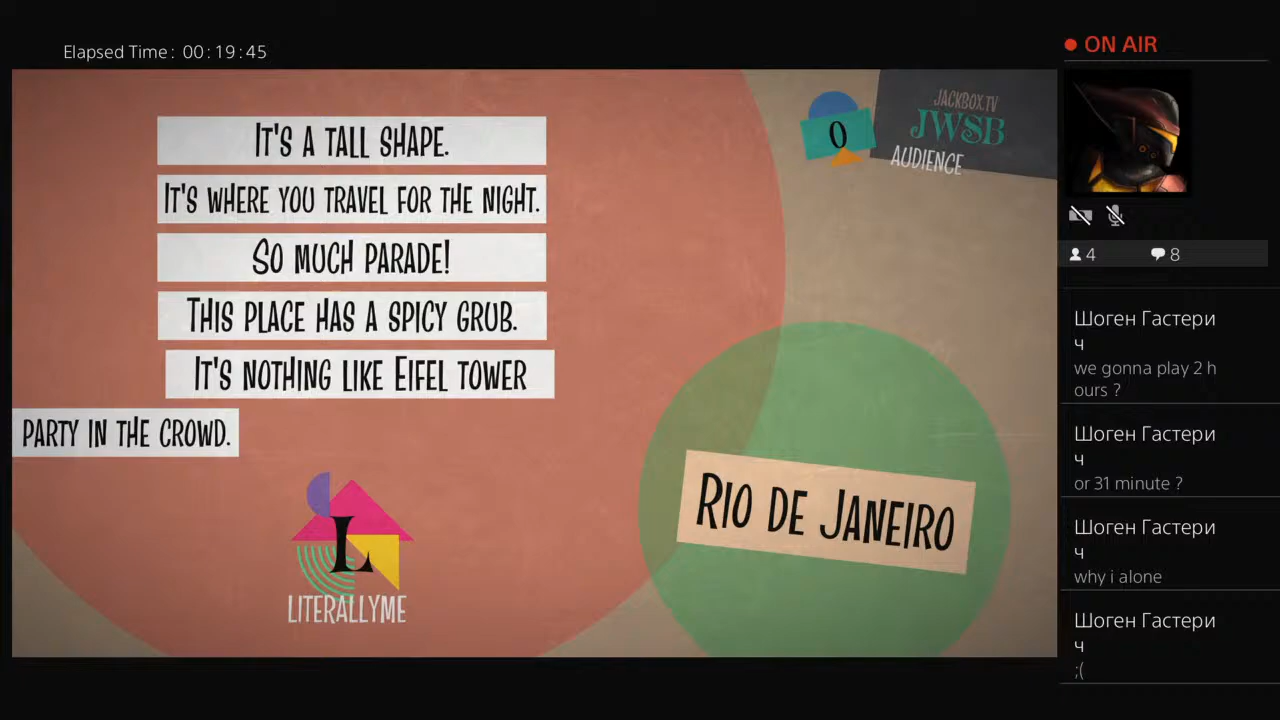 Elapsed Time: 00:19:45
ON AIR
IT'S A TALL SHAPE.
IT'S WHERE YOU TRAVEL FOR THE NIGHT.
SO MUCH PARADE!
THIS PLACE HAS A SPICY GRUB.
IT'S NOTHING LIKE EIFEL TOWER
PARTY IN THE CROWD.
L
LITERALLYME
0
JACKBOX.TV
JWSB
AUDIENCE
RIO DE JANEIRO
4 8
Шоген Гастери
ч
we gonna play 2 h
ours ?
Шоген Гастери
ч
or 31 minute ?
Шоген Гастери
ч
why i alone
Шоген Гастери
ч
;(